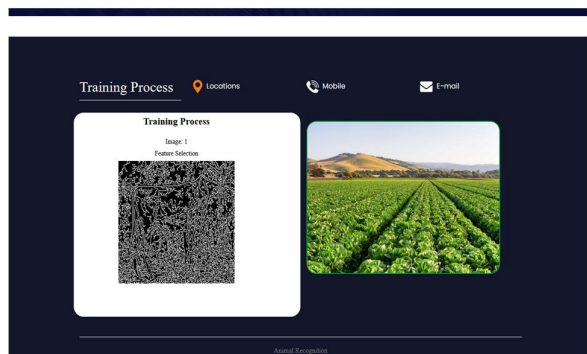 Training Process
Locations
Mobile
E-mail
Training Process
Image: 1
Feature Selection
Animal Recognition